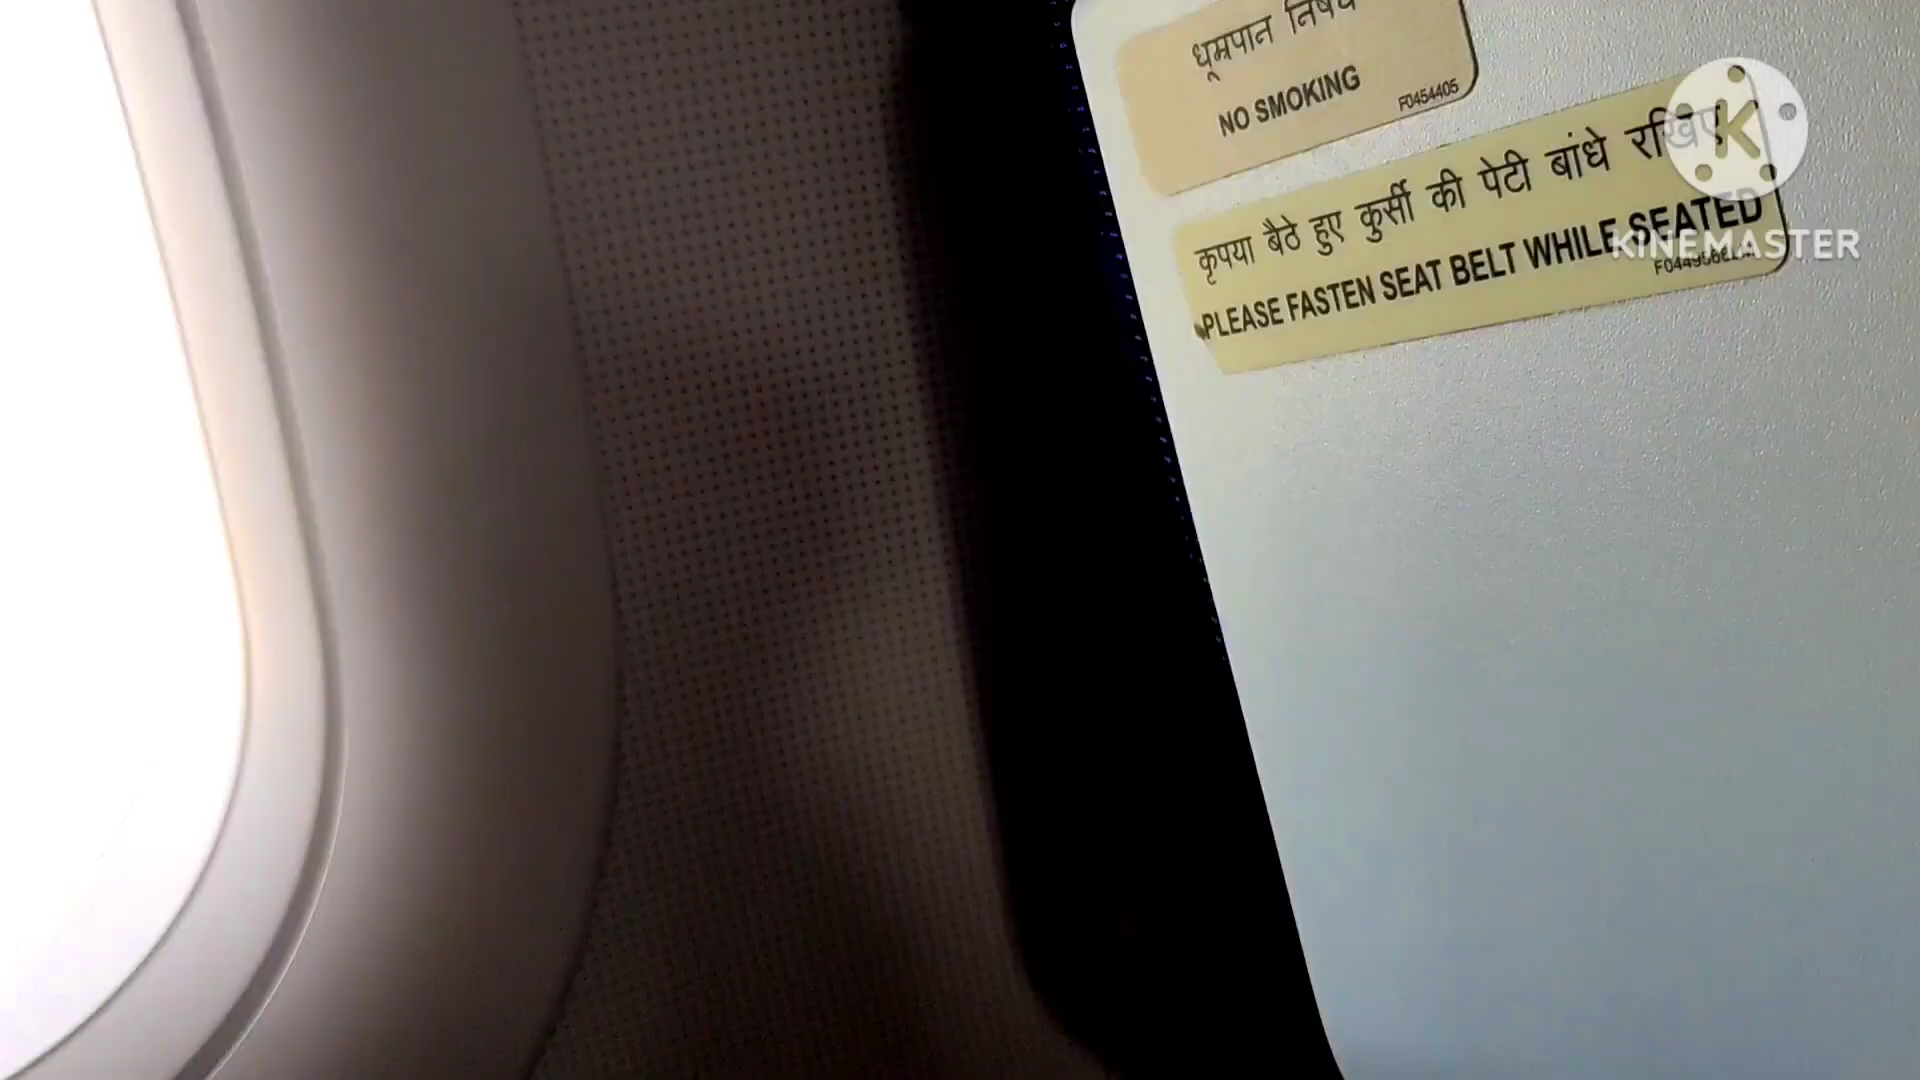 धूम्रपान निषेध
NO SMOKING
F0454405
कृपया बैठे हुए कुर्सी की पेटी बांधे रखिए
PLEASE FASTEN SEAT BELT WHILE SEATED
K
KINEMASTER